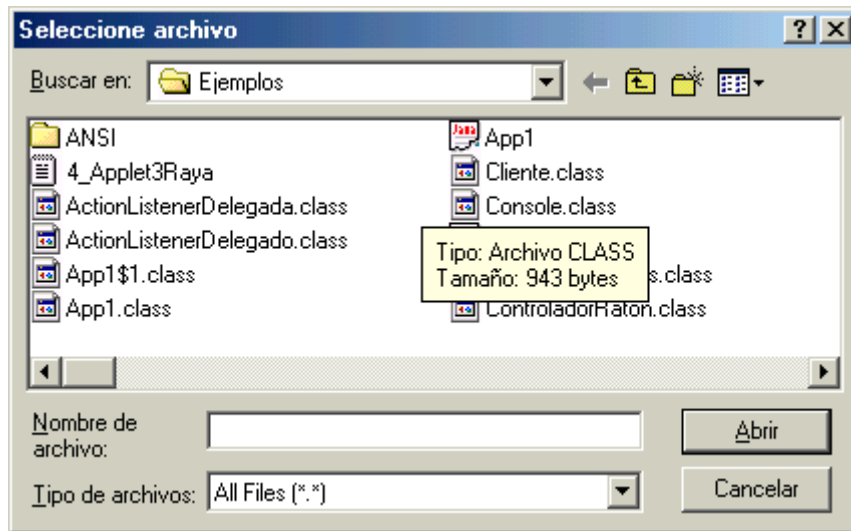 Seleccione archivo
Buscar en: Ejemplos
ANSI
4_Applet3Raya
ActionListenerDelegada.class
ActionListenerDelegado.class
App1$1.class
App1.class
App1
Cliente.class
Console.class
Tipo: Archivo CLASS
Tamaño: 943 bytes
s.class
ControladorRaton.class
Nombre de
archivo:
Abrir
Tipo de archivos: All Files (*.*)
Cancelar